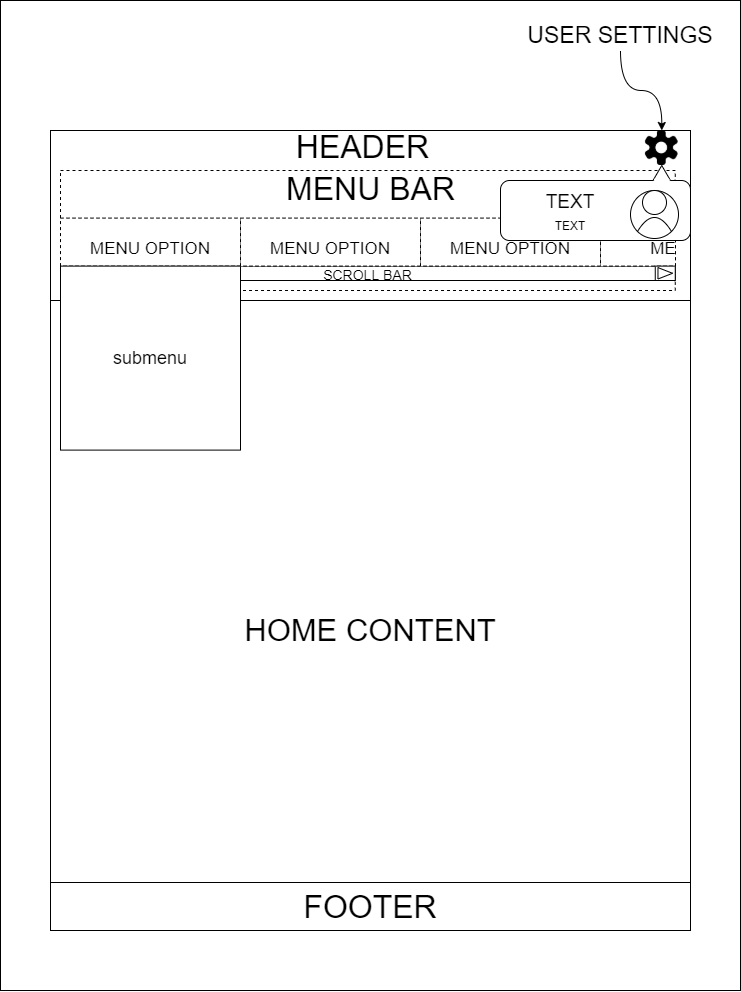 USER SETTINGS
HEADER
MENU BAR
TEXT
TEXT
MENU OPTION
MENU OPTION
MENU OPTION
ME
SCROLL BAR
submenu
HOME CONTENT
FOOTER